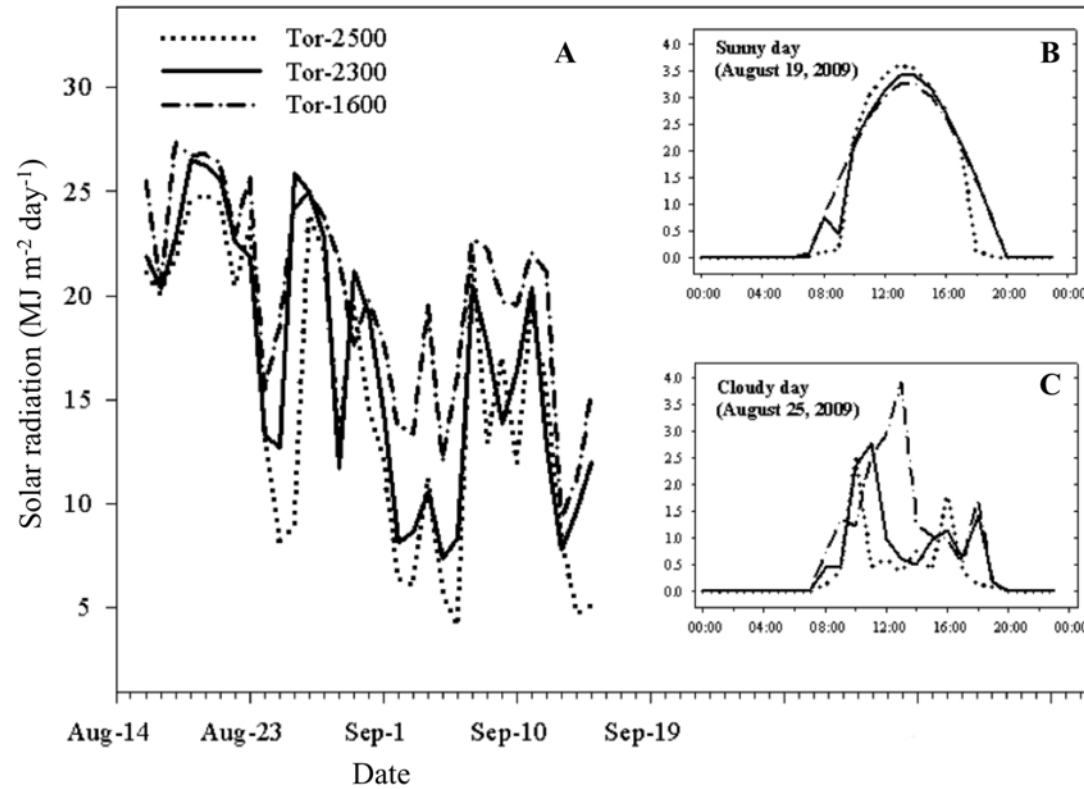 Tor-2500
Tor-2300
Tor-1600
A
30
25
20
15
10
5
Solar radiation (MJ m-2 day-1)
Aug-14 Aug-23 Sep-1 Sep-10 Sep-19
Date
Sunny day
(August 19, 2009)
B
4.0
3.5
3.0
2.5
2.0
1.5
1.0
0.5
0.0
00:00 04:00 08:00 12:00 16:00 20:00 00:00
Cloudy day
(August 25, 2009)
C
4.0
3.5
3.0
2.5
2.0
1.5
1.0
0.5
0.0
00:00 04:00 08:00 12:00 16:00 20:00 00:00